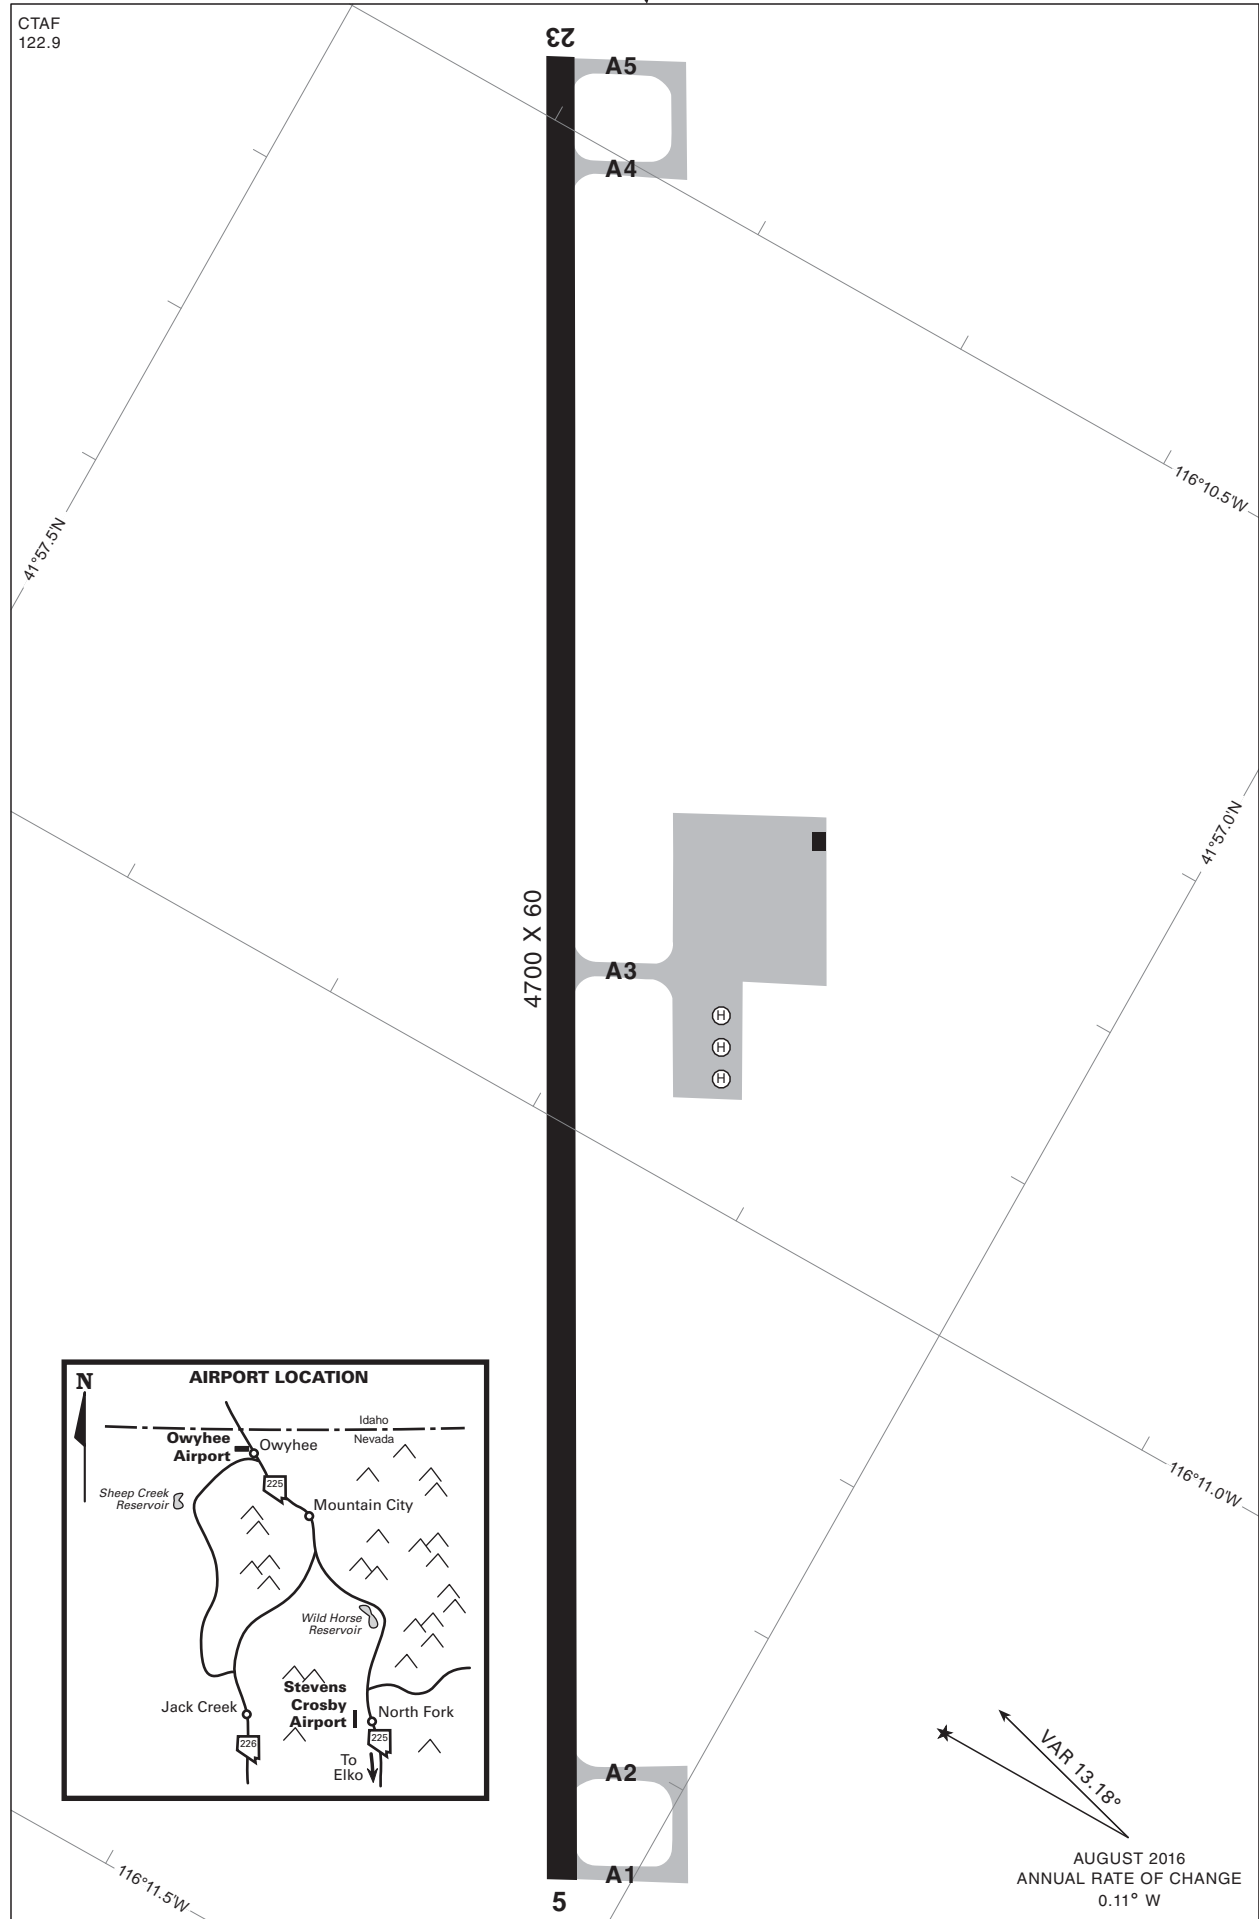 CTAF
122.9
23
A5
A4
116°10.5'W
41°57.5'N
41°57.0'N
4700 X 60
A3
H
H
H
AIRPORT LOCATION
N
Idaho
Nevada
Owyhee
Airport
Owyhee
225
Sheep Creek
Reservoir
Mountain City
Wild Horse
Reservoir
Stevens
Crosby
Airport
Jack Creek
North Fork
226
225
To
Elko
116°11.0'W
A2
A1
5
116°11.5'W
VAR 13.18°
AUGUST 2016
ANNUAL RATE OF CHANGE
0.11° W